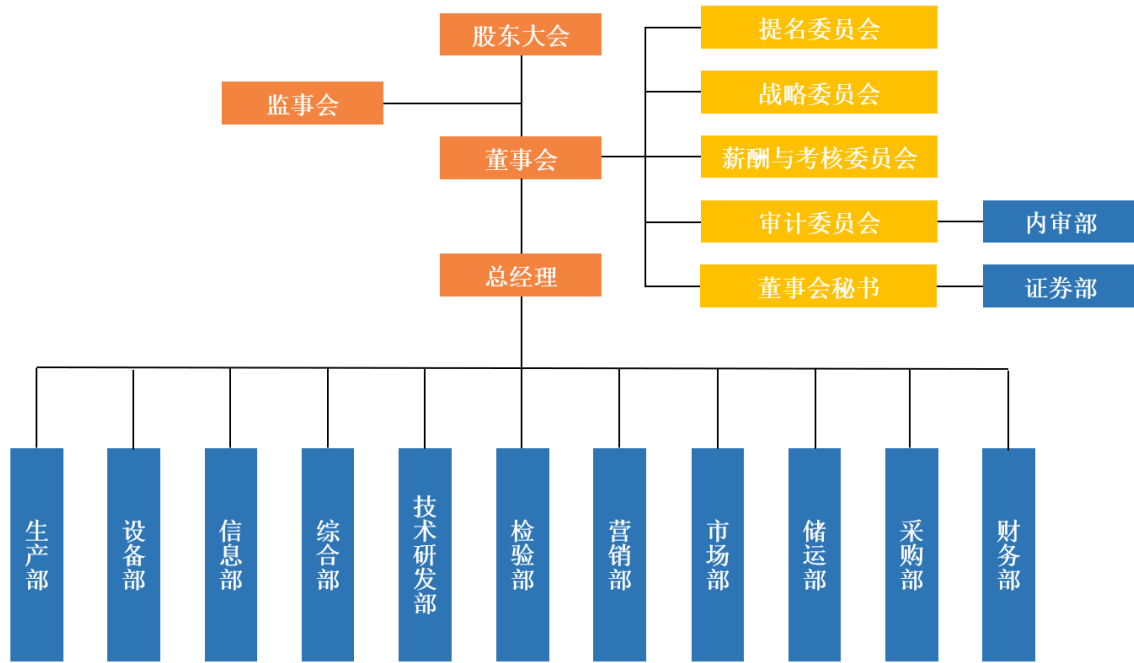 股东大会
提名委员会
监事会
战略委员会
董事会
薪酬与考核委员会
审计委员会
内审部
总经理
董事会秘书
证券部
生产部
设备部
信息部
综合部
技术研发部
检验部
营销部
市场部
储运部
采购部
财务部